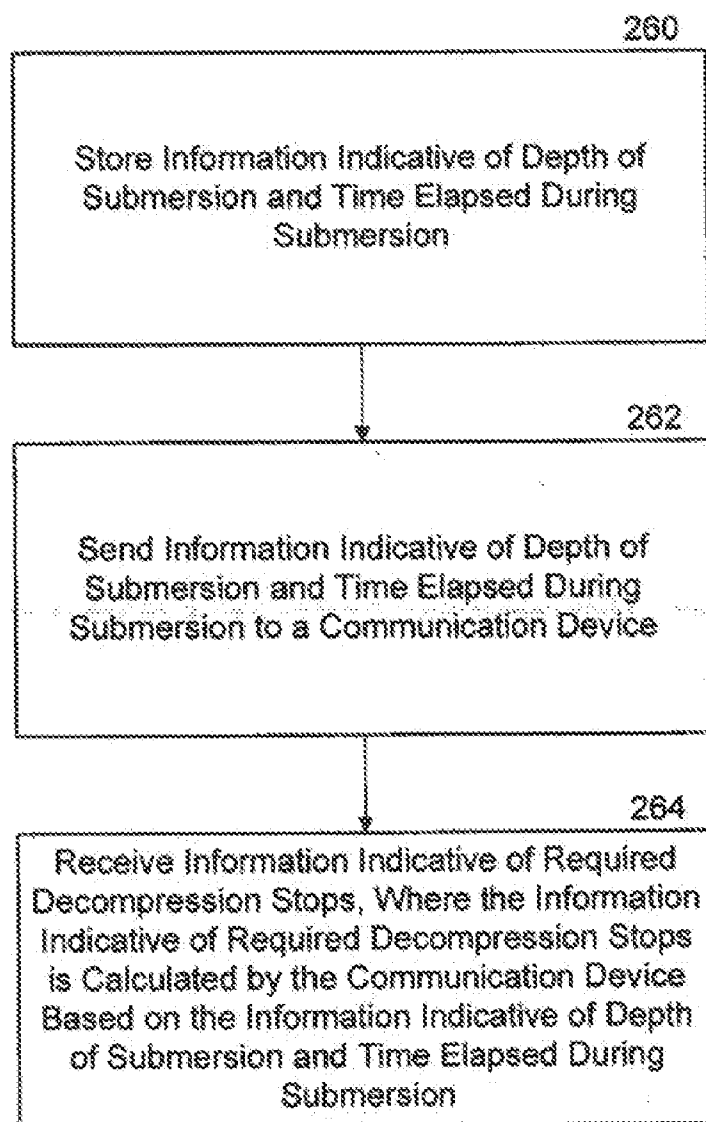 260
Store Information Indicative of Depth of
Submersion and Time Elapsed During
Submersion
262
Send Information Indicative of Depth of
Submersion and Time Elapsed During
Submersion to a Communication Device
264
Receive Information Indicative of Required
Decompression Stops, Where the Information
Indicative of Required Decompression Stops
is Calculated by the Communication Device
Based on the Information Indicative of Depth
of Submersion and Time Elapsed During
Submersion